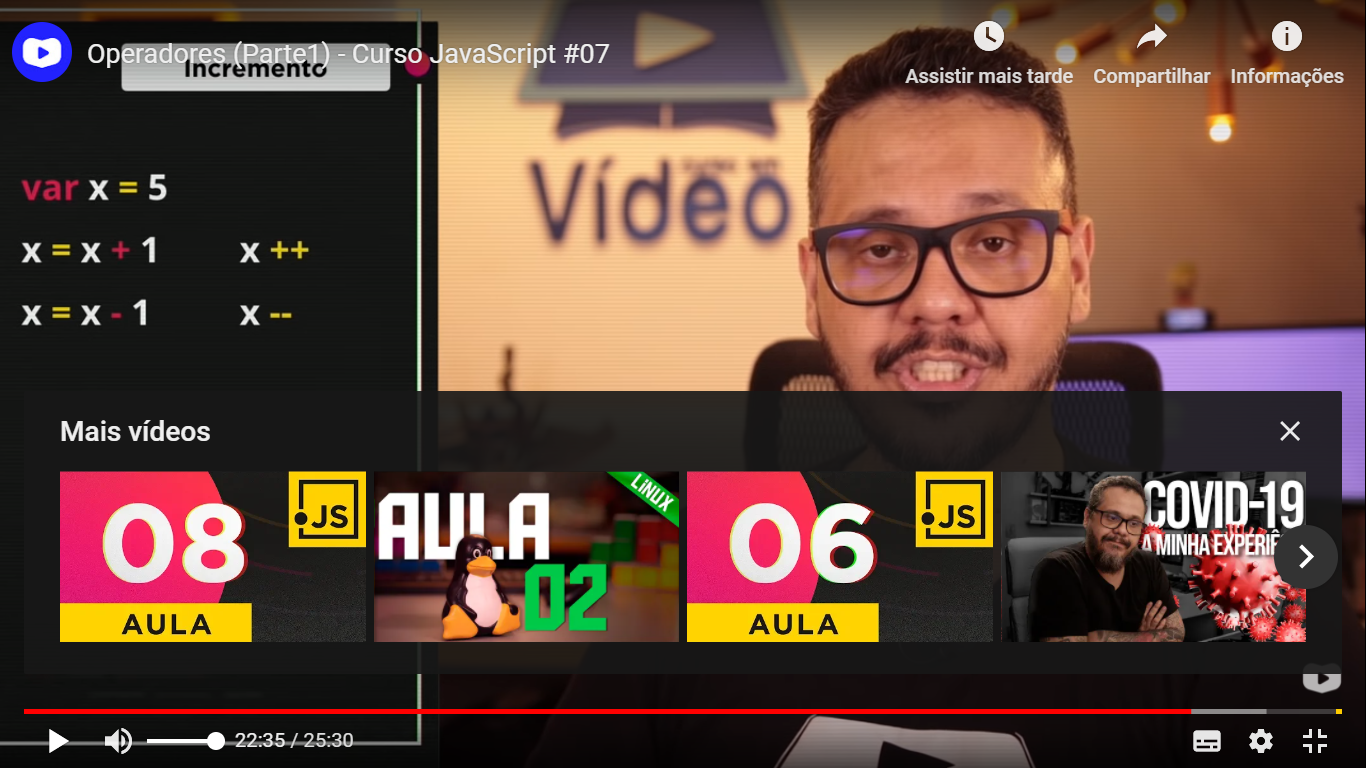 Operadores (Parte1) - Curso JavaScript #07
Assistir mais tarde
Compartilhar
Informações
Incremento
var x = 5
x = x + 1
x ++
x = x - 1
x --
Vídeo
Mais vídeos
08
JS
AULA
AULA
02
LiNUX
06
JS
AULA
COVID-19
A MINHA
22:35 / 25:30